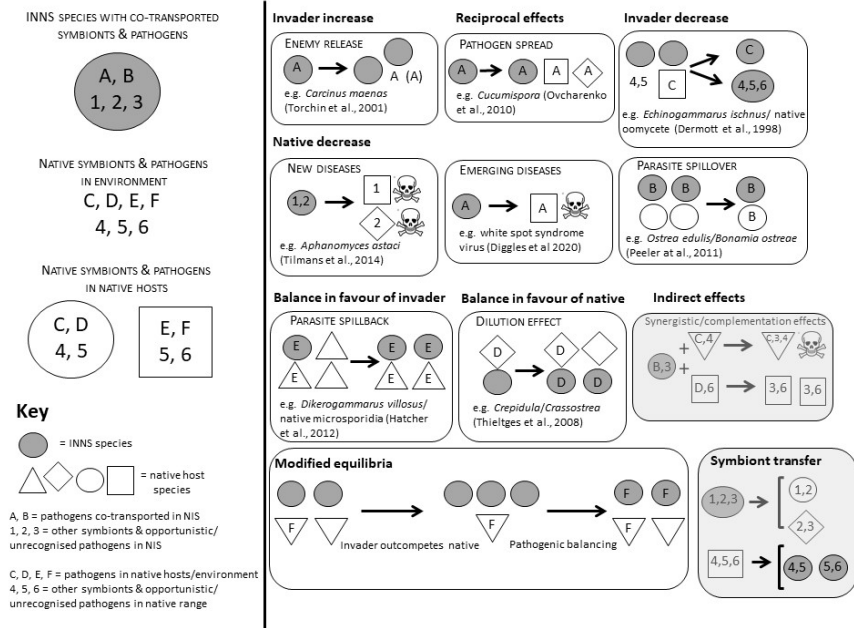 INNS SPECIES WITH CO-TRANSPORTED
SYMBIONTS & PATHOGENS
A, B
1, 2, 3
NATIVE SYMBIONTS & PATHOGENS
IN ENVIRONMENT
C, D, E, F
4, 5, 6
NATIVE SYMBIONTS & PATHOGENS
IN NATIVE HOSTS
C, D
4, 5
E, F
5, 6
Key
= INNS species
= native host
species
A, B = pathogens co-transported in NIS
1, 2, 3 = other symbionts & opportunistic/
unrecognised pathogens in NIS
C, D, E, F = pathogens in native hosts/environment
4, 5, 6 = other symbionts & opportunistic/
unrecognised pathogens in native range
Invader increase
ENEMY RELEASE
A
A (A)
e.g. Carcinus maenas
(Torchin et al., 2001)
Reciprocal effects
PATHOGEN SPREAD
A
A
A
A
e.g. Cucumispora (Ovcharenko
et al., 2010)
Invader decrease
4,5
C
C
4,5,6
e.g. Echinogammarus ischnus/ native
oomycete (Dermott et al., 1998)
Native decrease
NEW DISEASES
1,2
1
2
e.g. Aphanomyces astaci
(Tilmans et al., 2014)
EMERGING DISEASES
A
A
e.g. white spot syndrome
virus (Diggles et al 2020)
PARASITE SPILLOVER
B
B
B
B
e.g. Ostrea edulis/Bonamia ostreae
(Peeler at al., 2011)
Balance in favour of invader
PARASITE SPILLBACK
E
E
E
E
E
E
e.g. Dikerogammarus villosus/
native microsporidia (Hatcher
et al., 2012)
Balance in favour of native
DILUTION EFFECT
D
D
D
D
e.g. Crepidula/Crassostrea
(Thieltges et al., 2008)
Indirect effects
Synergistic/complementation effects
B,3
+
+
C,4
C,3,4
D,6
3,6
3,6
Modified equilibria
F
Invader outcompetes native
F
Pathogenic balancing
F
F
F
Symbiont transfer
1,2,3
1,2
2,3
4,5,6
4,5
5,6